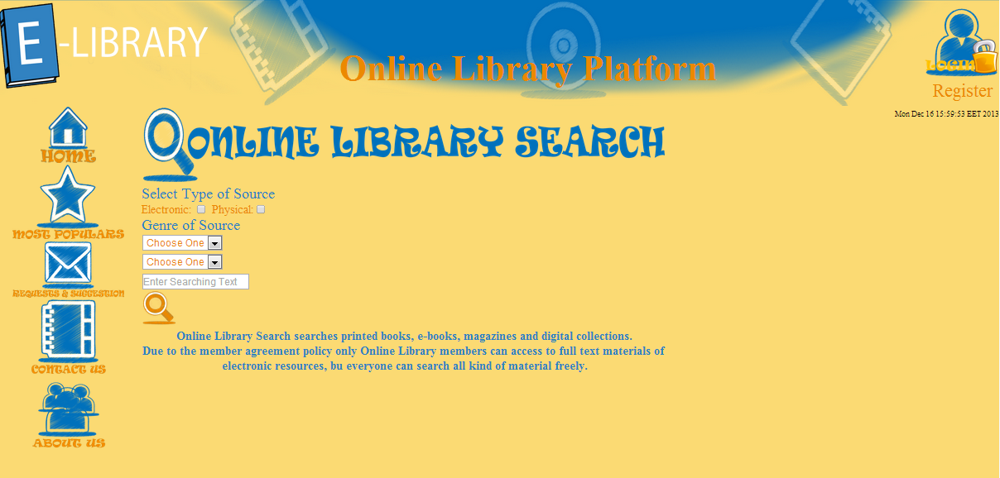 E-LIBRARY
Online Library Platform
LOGIN
Register
Mon Dec 16 15:59:53 EET 2013
HOME
MOST POPULARS
REQUESTS & SUGGESTION
CONTACT US
ABOUT US
ONLINE LIBRARY SEARCH
Select Type of Source
Electronic: Physical:
Genre of Source
Choose One
Choose One
Enter Searching Text
Online Library Search searches printed books, e-books, magazines and digital collections.
Due to the member agreement policy only Online Library members can access to full text materials of
electronic resources, bu everyone can search all kind of material freely.